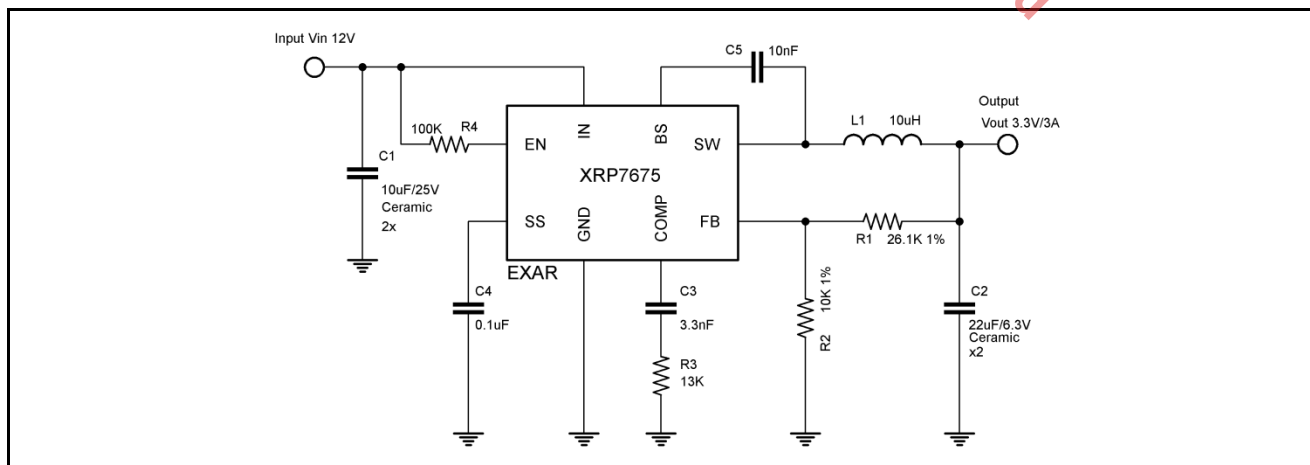 Input Vin 12V
C5
10nF
Output
Vout 3.3V/3A
L1
10uH
100K
R4
EN
IN
BS
SW
C1
10uF/25V
Ceramic
2x
XRP7675
SS
GND
COMP
FB
R1
26.1K 1%
EXAR
C4
0.1uF
C3
3.3nF
R3
13K
10K 1%
R2
C2
22uF/6.3V
Ceramic
x2